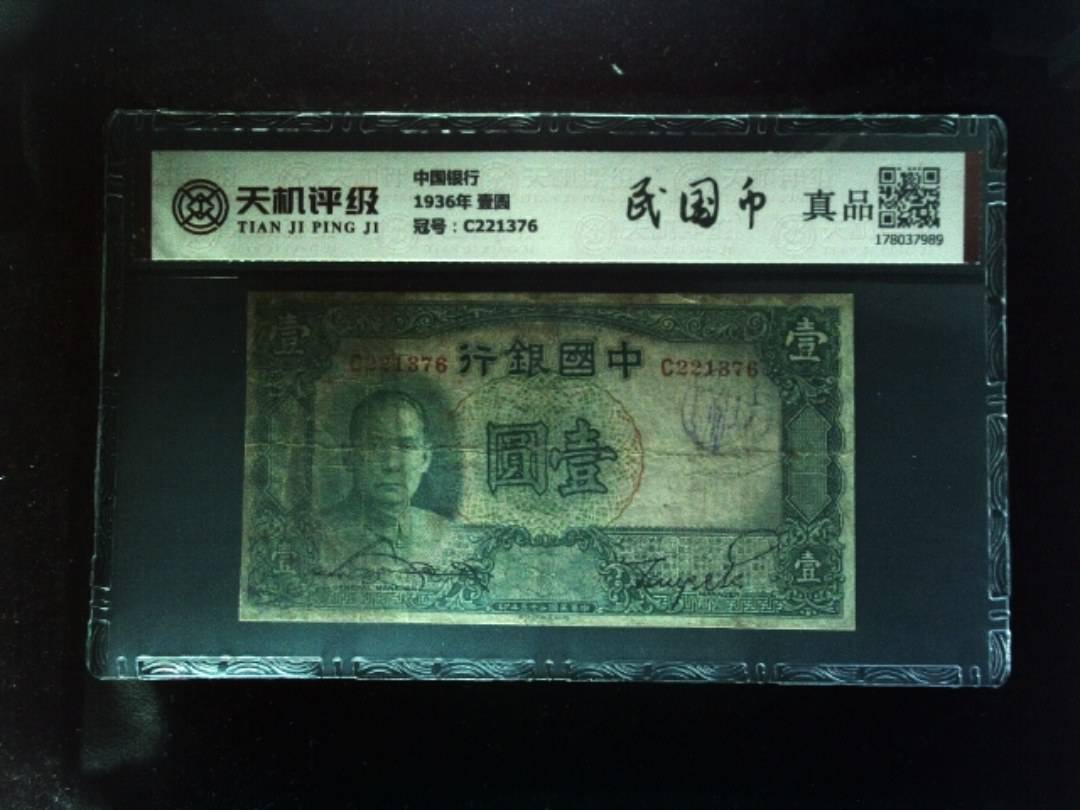 天机评级
TIAN JI PING JI
中国银行
1936年 壹圆
冠号：C221376
民国币
真品
178037989
壹
壹
C221376
行銀國中
C221376
圓壹
壹
壹